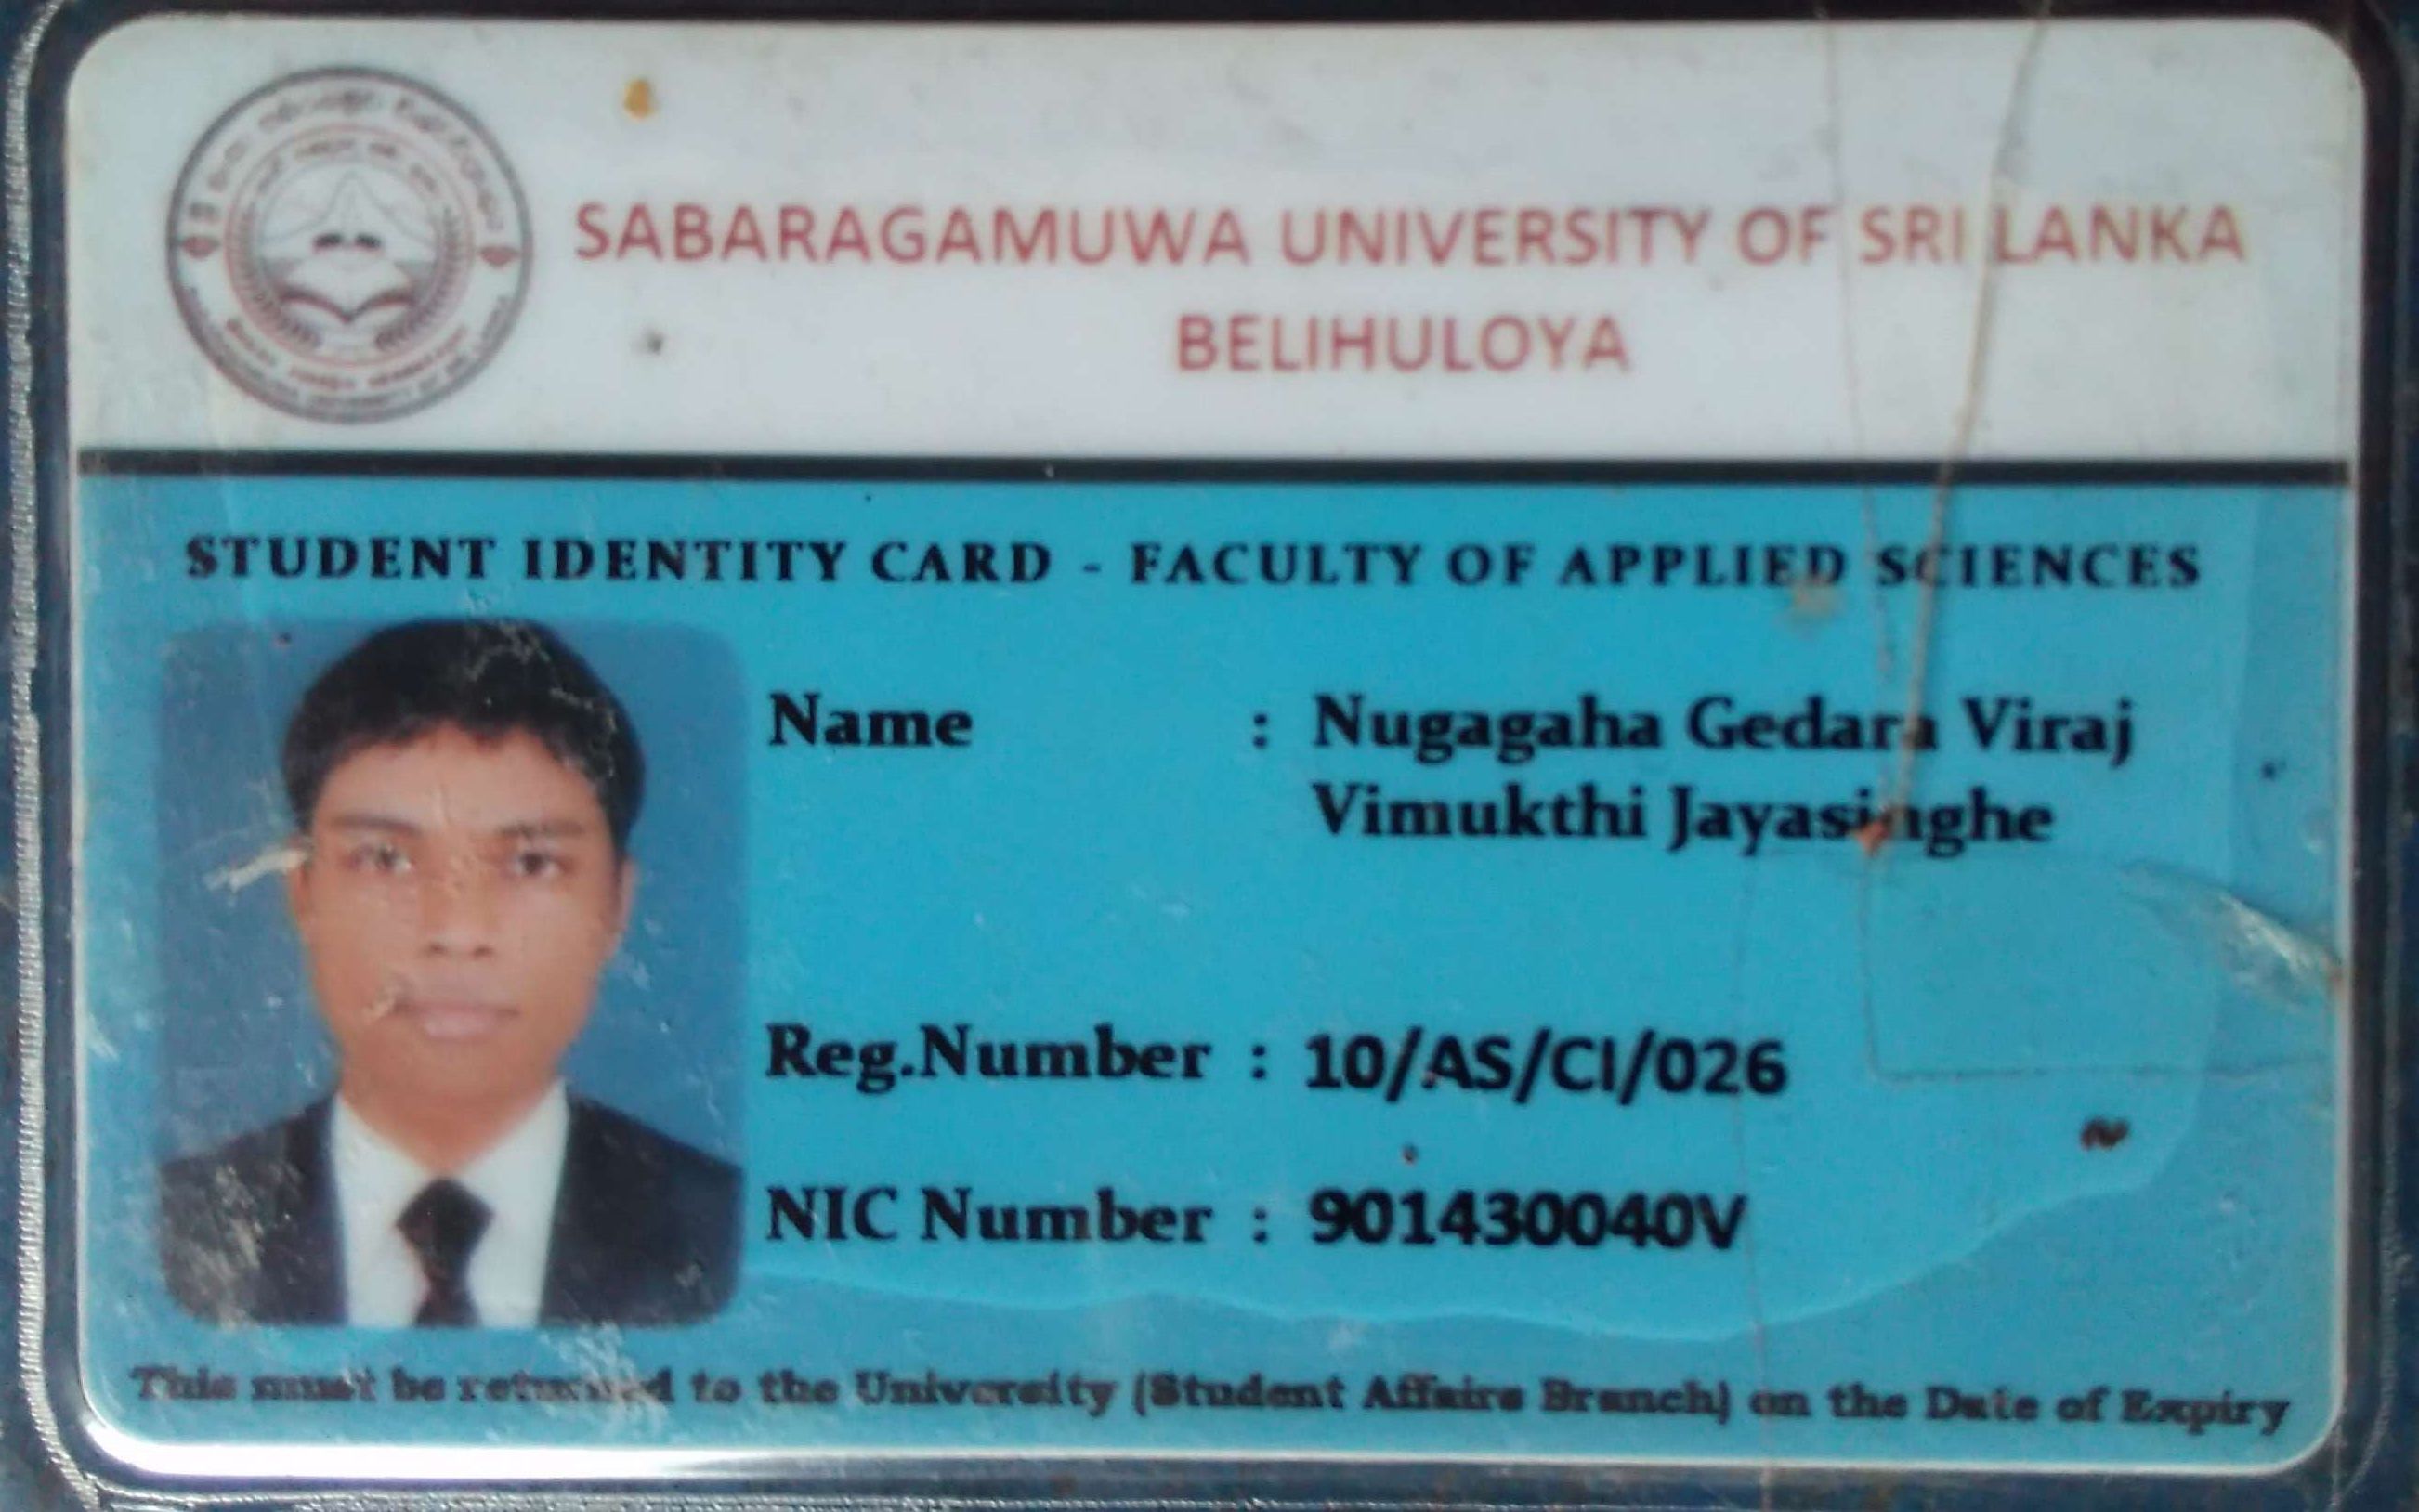 SABARAGAMUWA UNIVERSITY OF SRI LANKA
BELIHULOYA
STUDENT IDENTITY CARD - FACULTY OF APPLIED SCIENCES
Name : Nugagaha Gedara Viraj
Vimukthi Jayasinghe
Reg.Number : 10/AS/CI/026
NIC Number : 901430040V
This must be returned to the University (Student Affairs Branch) on the Date of Expiry